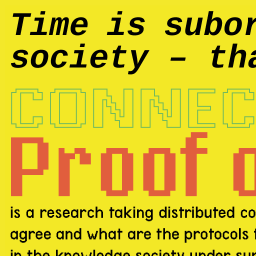 Time is subor
society – tha
CONNEC
Proof o
is a research taking distributed co
agree and what are the protocols t
in the knowledge society under sur